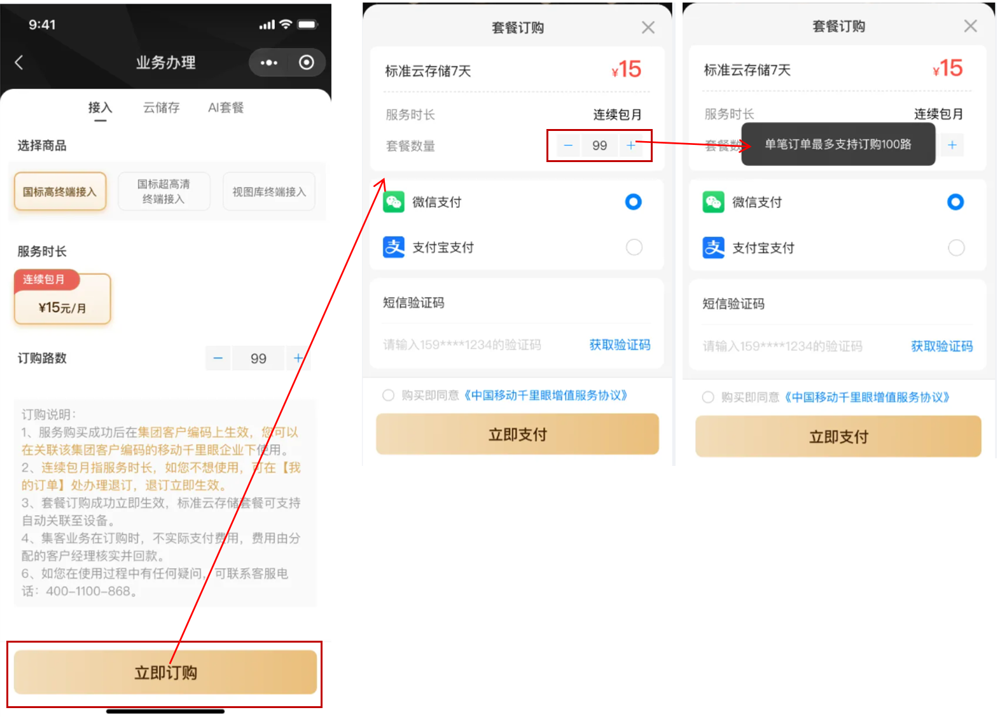 9:41
业务办理
接入
云储存
AI套餐
选择商品
国标高终端接入
国标超高清
终端接入
视图库终端接入
服务时长
连续包月
¥15元/月
订购路数
− 99 +
订购说明：
1、服务购买成功后在集团客户编码上生效，您可以
在关联该集团客户编码的移动千里眼企业下使用。
2、连续包月指服务时长，如您不想使用，可在【我
的订单】处办理退订，退订立即生效。
3、套餐订购成功立即生效，标准云存储套餐可支持
自动关联至设备。
4、集客业务在订购时，不实际支付费用，费用由分
配的客户经理核实并回款。
6、如您在使用过程中有任何疑问，可联系客服电
话：400-1100-868。
立即订购
套餐订购
标准云存储7天
¥15
服务时长
连续包月
套餐数量
− 99 +
微信支付
支付宝支付
短信验证码
请输入159****1234的验证码
获取验证码
购买即同意《中国移动千里眼增值服务协议》
立即支付
套餐订购
标准云存储7天
¥15
服务时长
连续包月
套餐数
单笔订单最多支持订购100路
+
微信支付
支付宝支付
短信验证码
请输入159****1234的验证码
获取验证码
购买即同意《中国移动千里眼增值服务协议》
立即支付